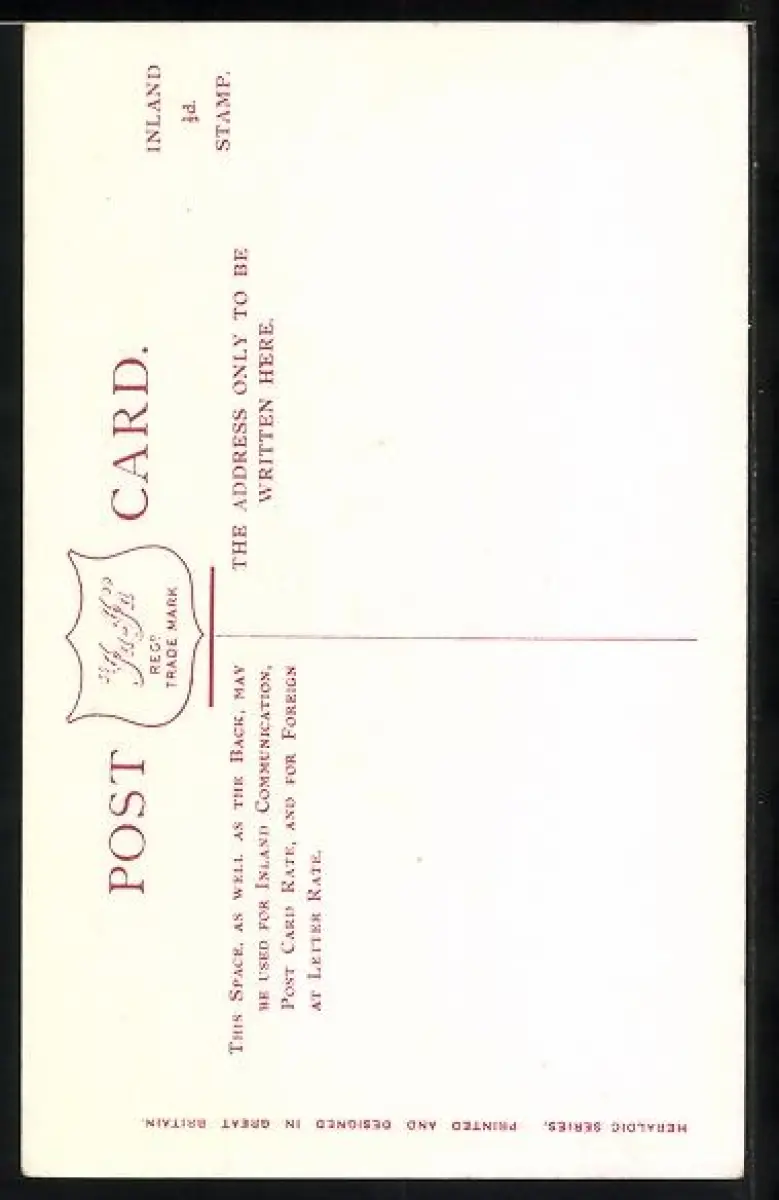 POST CARD.
"Ja-Ja"
REGD.
TRADE MARK
INLAND
½d.
STAMP.
THIS SPACE, AS WELL AS THE BACK, MAY
BE USED FOR INLAND COMMUNICATION,
POST CARD RATE, AND FOR FOREIGN
AT LETTER RATE.
THE ADDRESS ONLY TO BE
WRITTEN HERE.
HERALDIC SERIES. PRINTED AND DESIGNED IN GREAT BRITAIN.